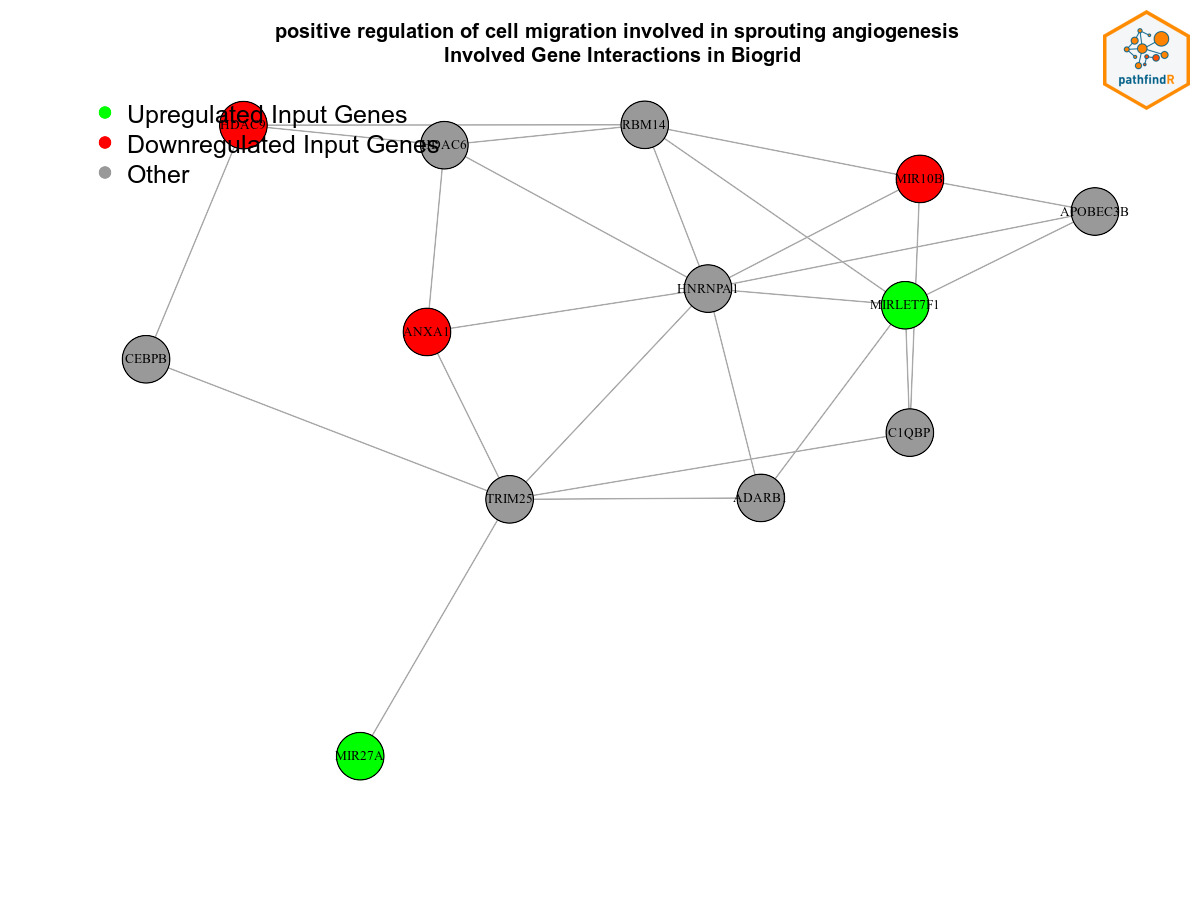 positive regulation of cell migration involved in sprouting angiogenesis
Involved Gene Interactions in Biogrid
pathfindR
Upregulated Input Genes
Downregulated Input Genes
Other
HDAC9
HDAC6
RBM14
MIR10B
APOBEC3B
HNRNPA1
MIRLET7F1
ANXA1
CEBPB
C1QBP
TRIM25
ADARB1
MIR27A